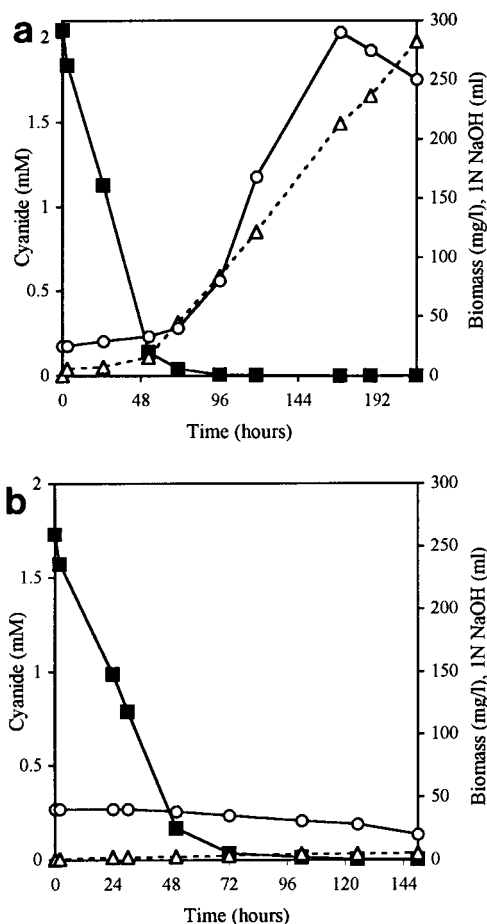 a
2
1.5
1
0.5
0
Cyanide (mM)
300
250
200
150
100
50
0
Biomass (mg/l), 1N NaOH (ml)
0 48 96 144 192
Time (hours)
b
2
1.5
1
0.5
0
Cyanide (mM)
300
250
200
150
100
50
0
Biomass (mg/l), 1N NaOH (ml)
0 24 48 72 96 120 144
Time (hours)